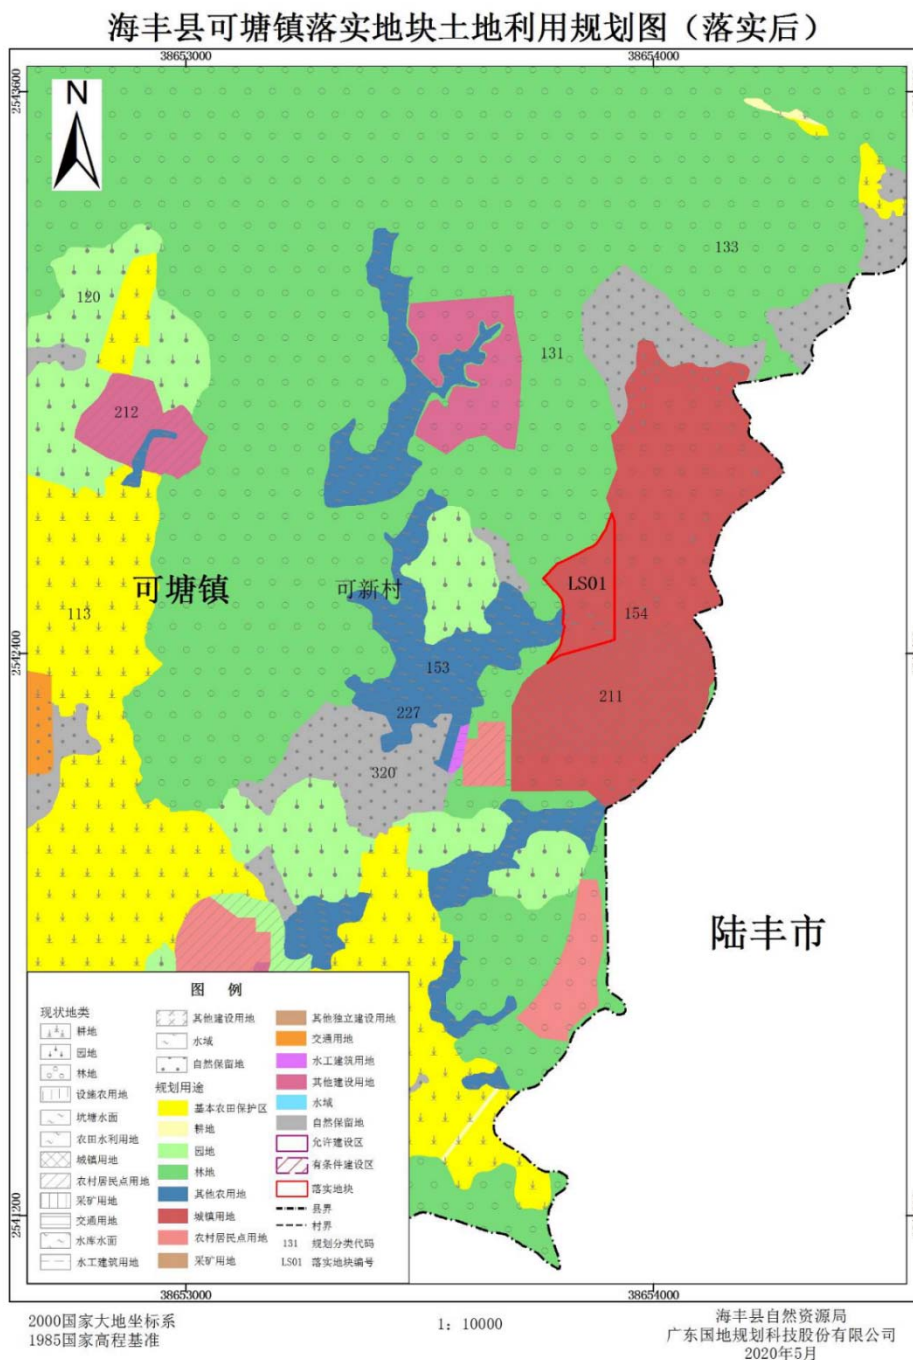 海丰县可塘镇落实地块土地利用规划图（落实后）
38653000
38654000
2543600
N
133
120
131
212
可塘镇
可新村
LS01
113
154
2542400
153
211
227
320
陆丰市
图 例
现状地类
耕地
园地
林地
设施农用地
坑塘水面
农田水利用地
城镇用地
农村居民点用地
采矿用地
交通用地
水库水面
水工建筑用地
其他建设用地
水域
自然保留地
规划用途
基本农田保护区
耕地
园地
林地
其他农用地
城镇用地
农村居民点用地
采矿用地
其他独立建设用地
交通用地
水工建筑用地
其他建设用地
水域
自然保留地
允许建设区
有条件建设区
落实地块
县界
村界
131 规划分类代码
LS01 落实地块编号
2541200
38653000
38654000
2000国家大地坐标系
1985国家高程基准
1：10000
海丰县自然资源局
广东国地规划科技股份有限公司
2020年5月